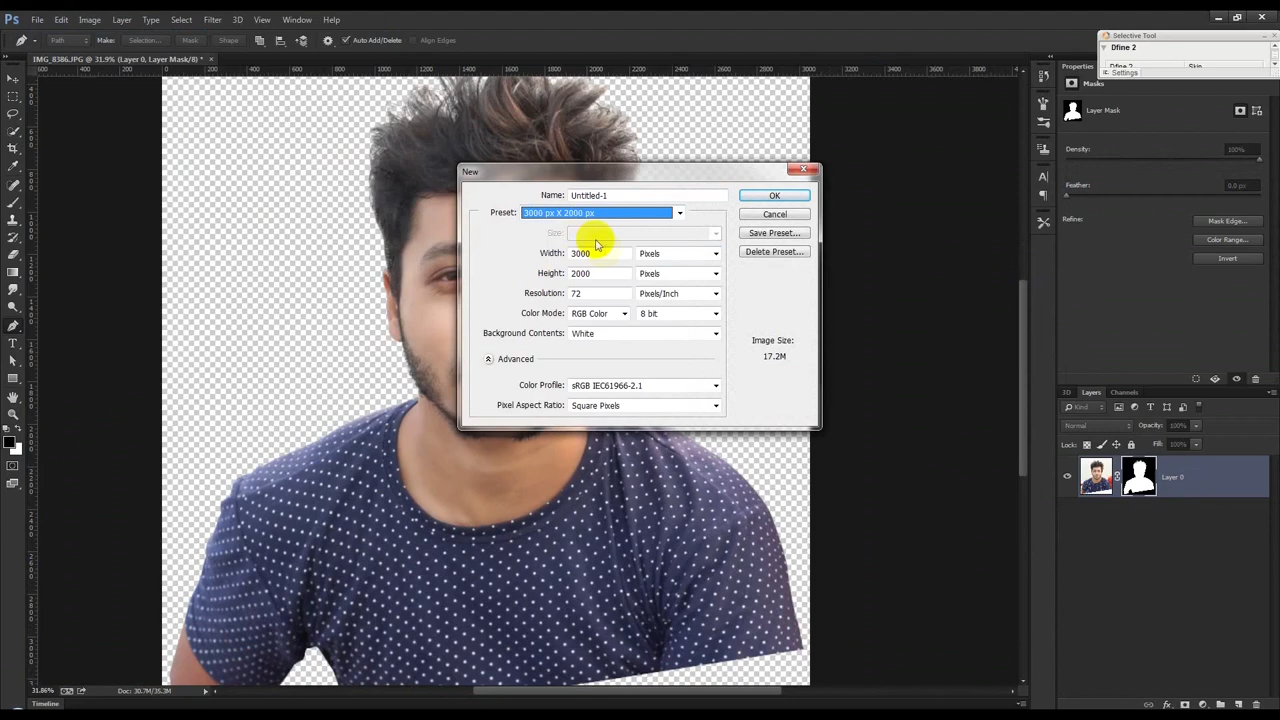 Ps File Edit Image Layer Type Select Filter 3D View Window Help
Path Make: Selection... Mask Shape Auto Add/Delete Align Edges
IMG_8386.JPG @ 31.9% (Layer 0, Layer Mask/8) * ×
Selective Tool
Dfine 2
Dfine 2 Skin
Settings
Properties
Masks
Layer Mask
Density: 100%
Feather: 0.0 px
Refine: Mask Edge...
Color Range...
Invert
New
Name: Untitled-1
OK
Preset: 3000 px X 2000 px
Cancel
Size:
Save Preset...
Width: 3000 Pixels
Delete Preset...
Height: 2000 Pixels
Resolution: 72 Pixels/Inch
Color Mode: RGB Color 8 bit
Background Contents: White
Image Size:
17.2M
Advanced
Color Profile: sRGB IEC61966-2.1
Pixel Aspect Ratio: Square Pixels
3D Layers Channels
Kind
Normal Opacity: 100%
Lock: Fill: 100%
Layer 0
31.86% Doc: 30.7M/35.3M
Timeline